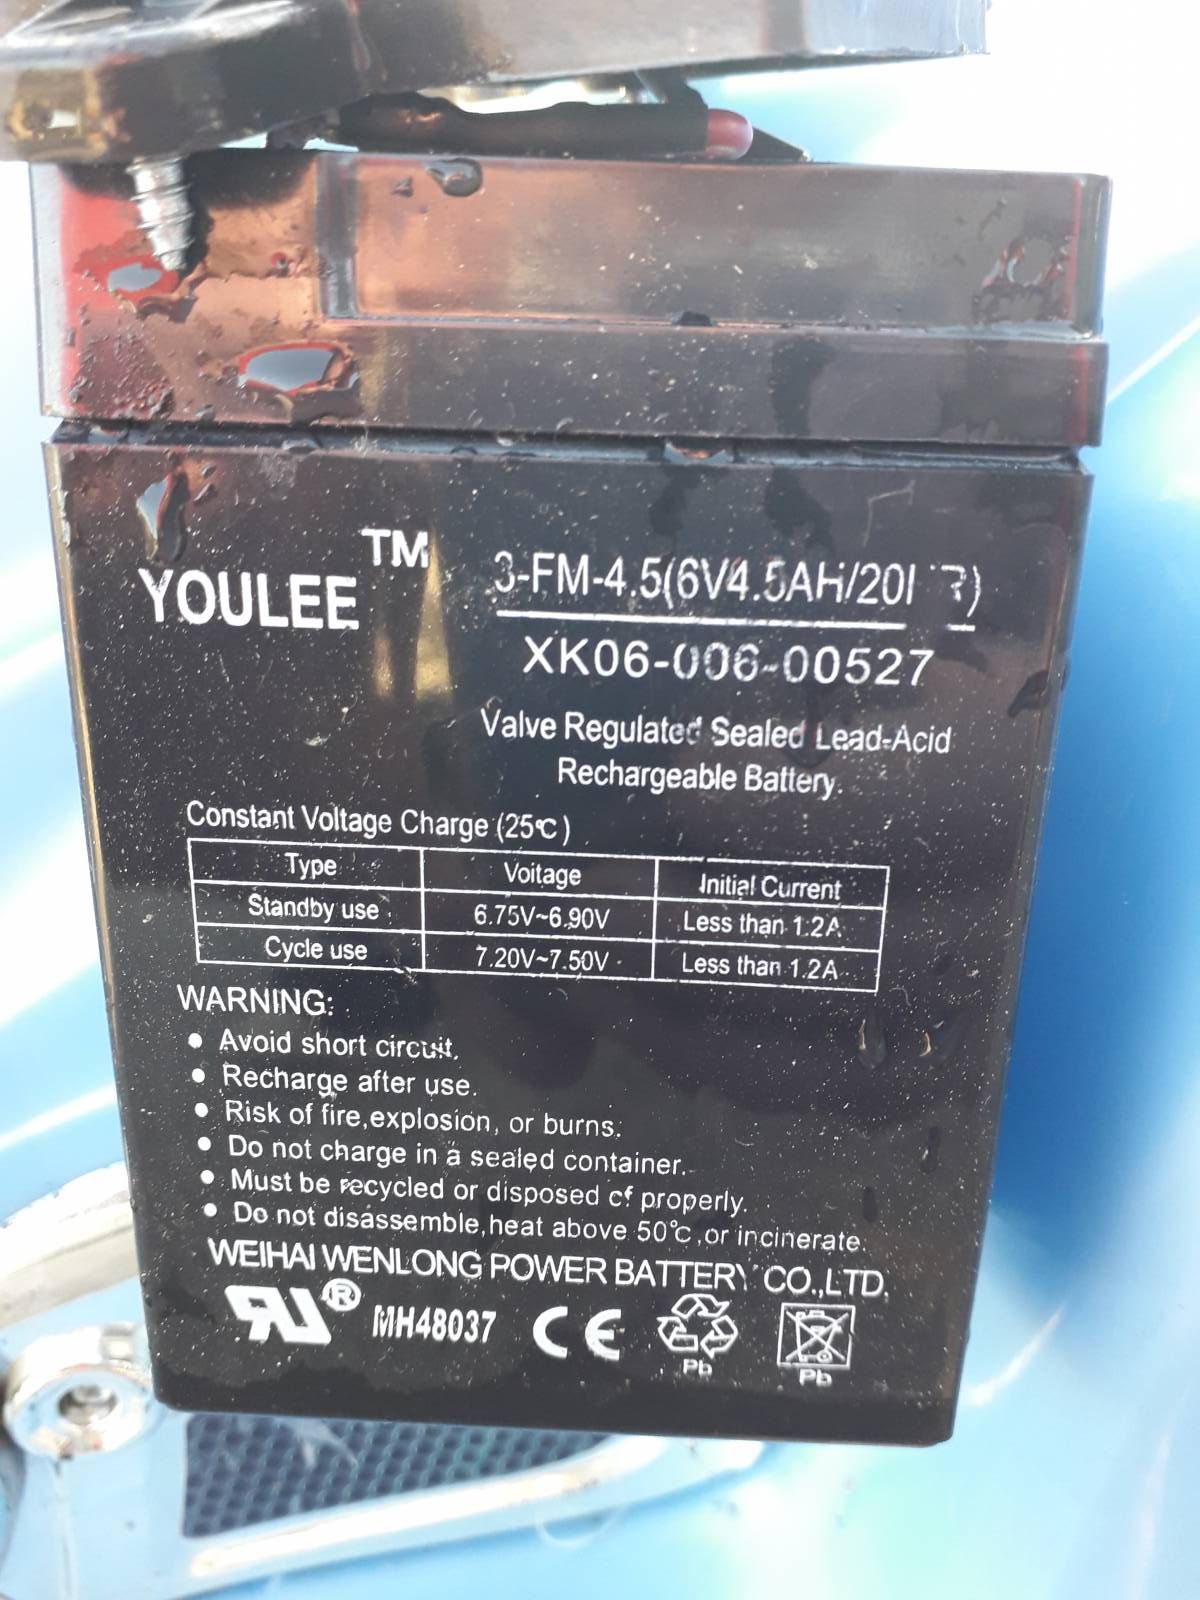 YOULEE TM
3-FM-4.5(6V4.5AH/20
XK06-006-00527
Valve Regulated Sealed Lead-Acid
Rechargeable Battery.
Constant Voltage Charge (25℃)
Type Voitage Initial Current
Standby use 6.75V~6.90V Less than 1.2A
Cycle use 7.20V~7.50V Less than 1.2A
WARNING:
• Avoid short circuit.
• Recharge after use.
• Risk of fire,explosion, or burns.
• Do not charge in a sealed container.
• Must be recycled or disposed of properly.
• Do not disassemble,heat above 50℃,or incinerate.
WEIHAI WENLONG POWER BATTERY CO.,LTD.
RU® MH48037 CE
Pb Pb